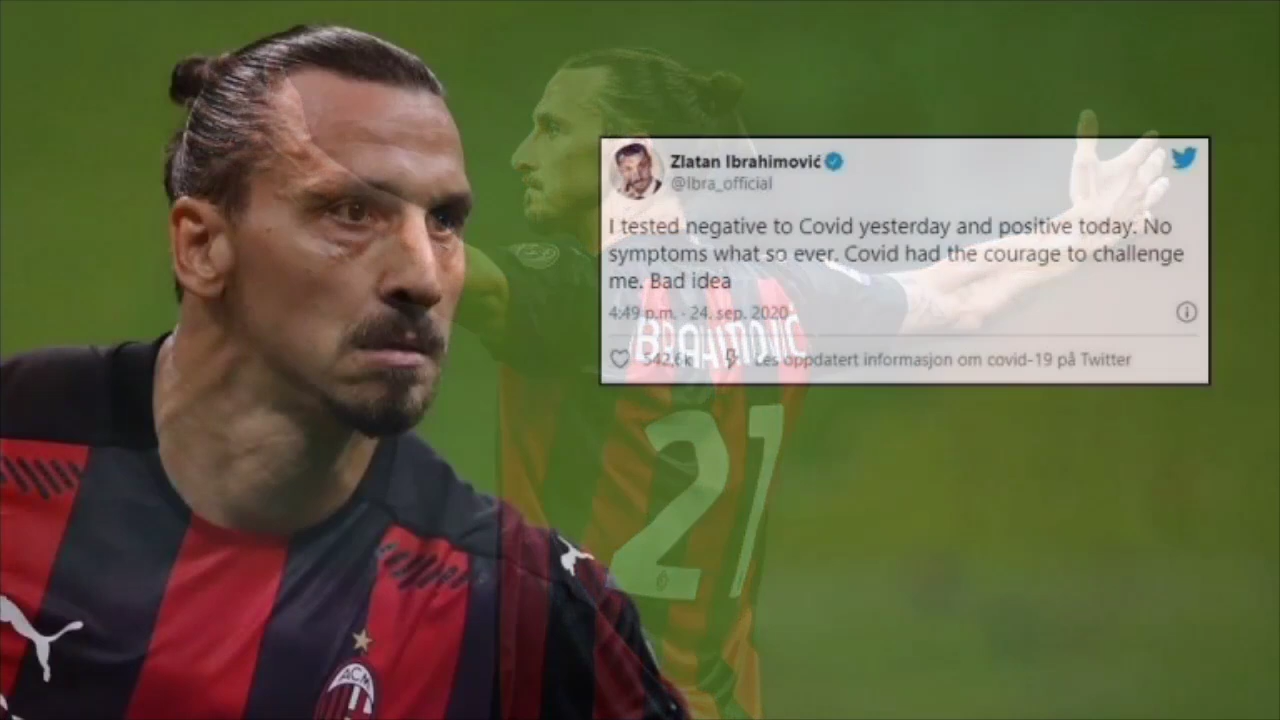 Zlatan Ibrahimović
@Ibra_official
I tested negative to Covid yesterday and positive today. No
symptoms what so ever. Covid had the courage to challenge
me. Bad idea
4:49 p.m. · 24. sep. 2020
542,6k Les oppdatert informasjon om covid-19 på Twitter
IBRAHIMOVIĆ
21
ACM